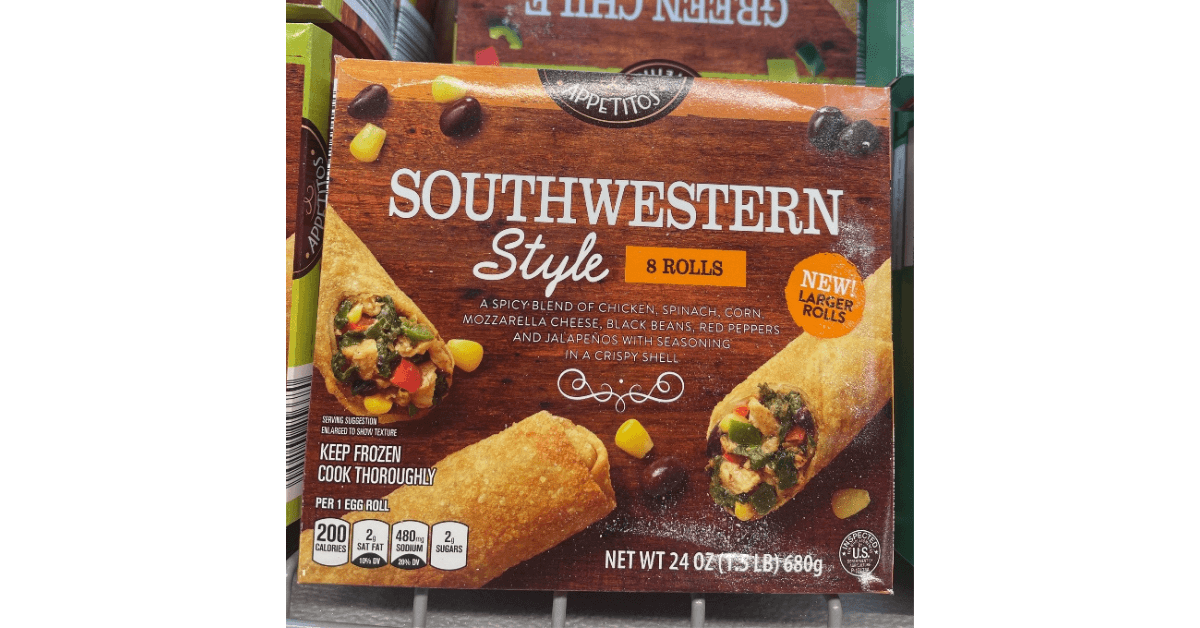 GREEN CHILE
APPETITOS
APPETITOS
SOUTHWESTERN
Style
8 ROLLS
NEW!
LARGER
ROLLS
A SPICY BLEND OF CHICKEN, SPINACH, CORN
MOZZARELLA CHEESE, BLACK BEANS, RED PEPPERS
AND JALAPEÑOS WITH SEASONING
IN A CRISPY SHELL
SERVING SUGGESTION
ENLARGED TO SHOW TEXTURE
KEEP FROZEN
COOK THOROUGHLY
PER 1 EGG ROLL
200
CALORIES
2g
SAT FAT
10% DV
480mg
SODIUM
20% DV
2g
SUGARS
NET WT 24 OZ (1.5 LB) 680g
INSPECTED
U.S.